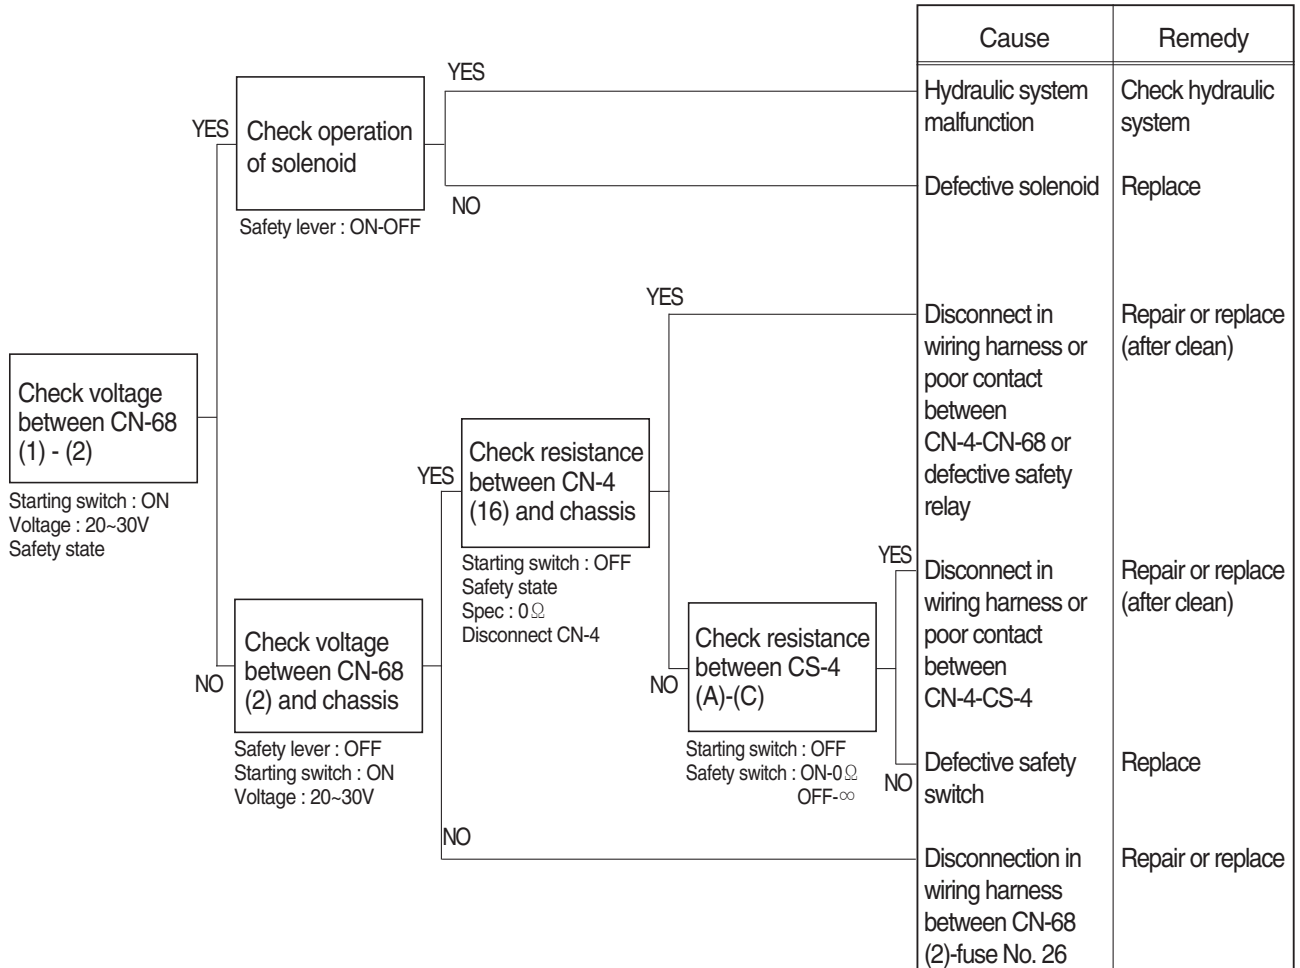 Cause
Remedy
YES
Hydraulic system
malfunction
Check hydraulic
system
YES
Check operation
of solenoid
Defective solenoid
Replace
NO
Safety lever : ON-OFF
YES
Disconnect in
wiring harness or
poor contact
between
CN-4-CN-68 or
defective safety
relay
Repair or replace
(after clean)
Check voltage
between CN-68
(1) - (2)
Starting switch : ON
Voltage : 20~30V
Safety state
YES
Check resistance
between CN-4
(16) and chassis
Starting switch : OFF
Safety state
Spec : 0Ω
Disconnect CN-4
YES
Disconnect in
wiring harness or
poor contact
between
CN-4-CS-4
Repair or replace
(after clean)
NO
Check voltage
between CN-68
(2) and chassis
Safety lever : OFF
Starting switch : ON
Voltage : 20~30V
NO
Check resistance
between CS-4
(A)-(C)
Starting switch : OFF
Safety switch : ON-0Ω
OFF-∞
NO
Defective safety
switch
Replace
NO
Disconnection in
wiring harness
between CN-68
(2)-fuse No. 26
Repair or replace